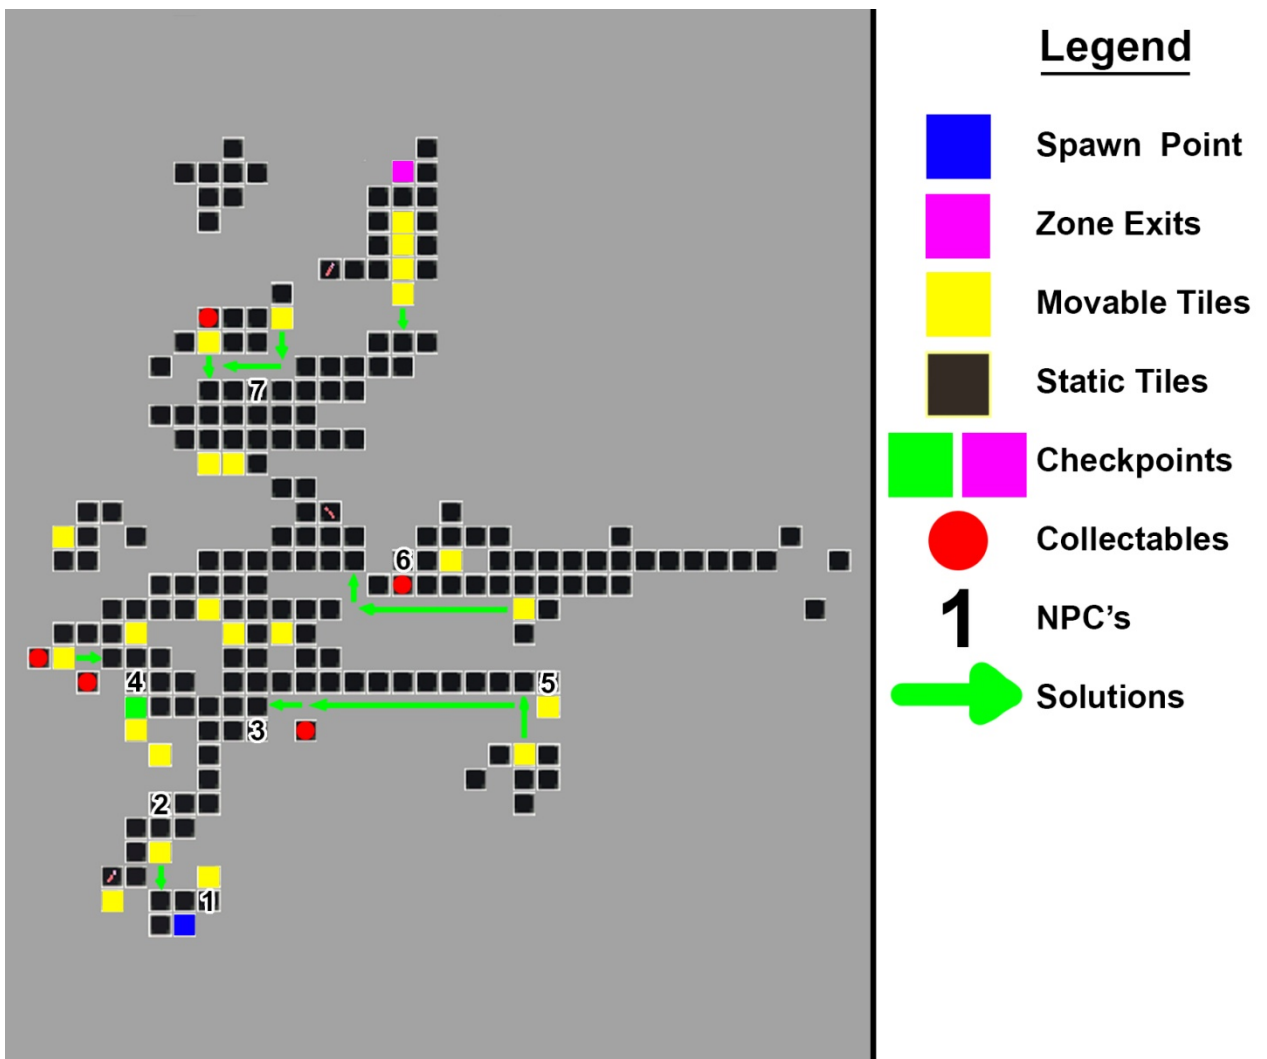 Legend
Spawn Point
Zone Exits
Movable Tiles
Static Tiles
Checkpoints
Collectables
1 NPC’s
Solutions
7
6
4
5
3
2
1